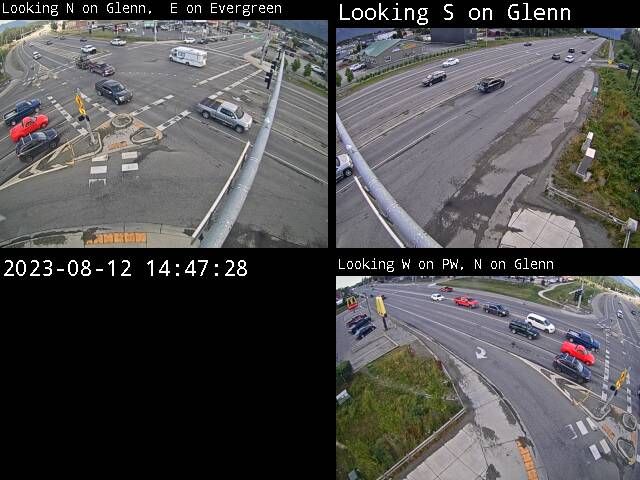 Looking N on Glenn,  E on Evergreen
Looking S on Glenn
2023-08-12 14:47:28
Looking W on PW, N on Glenn